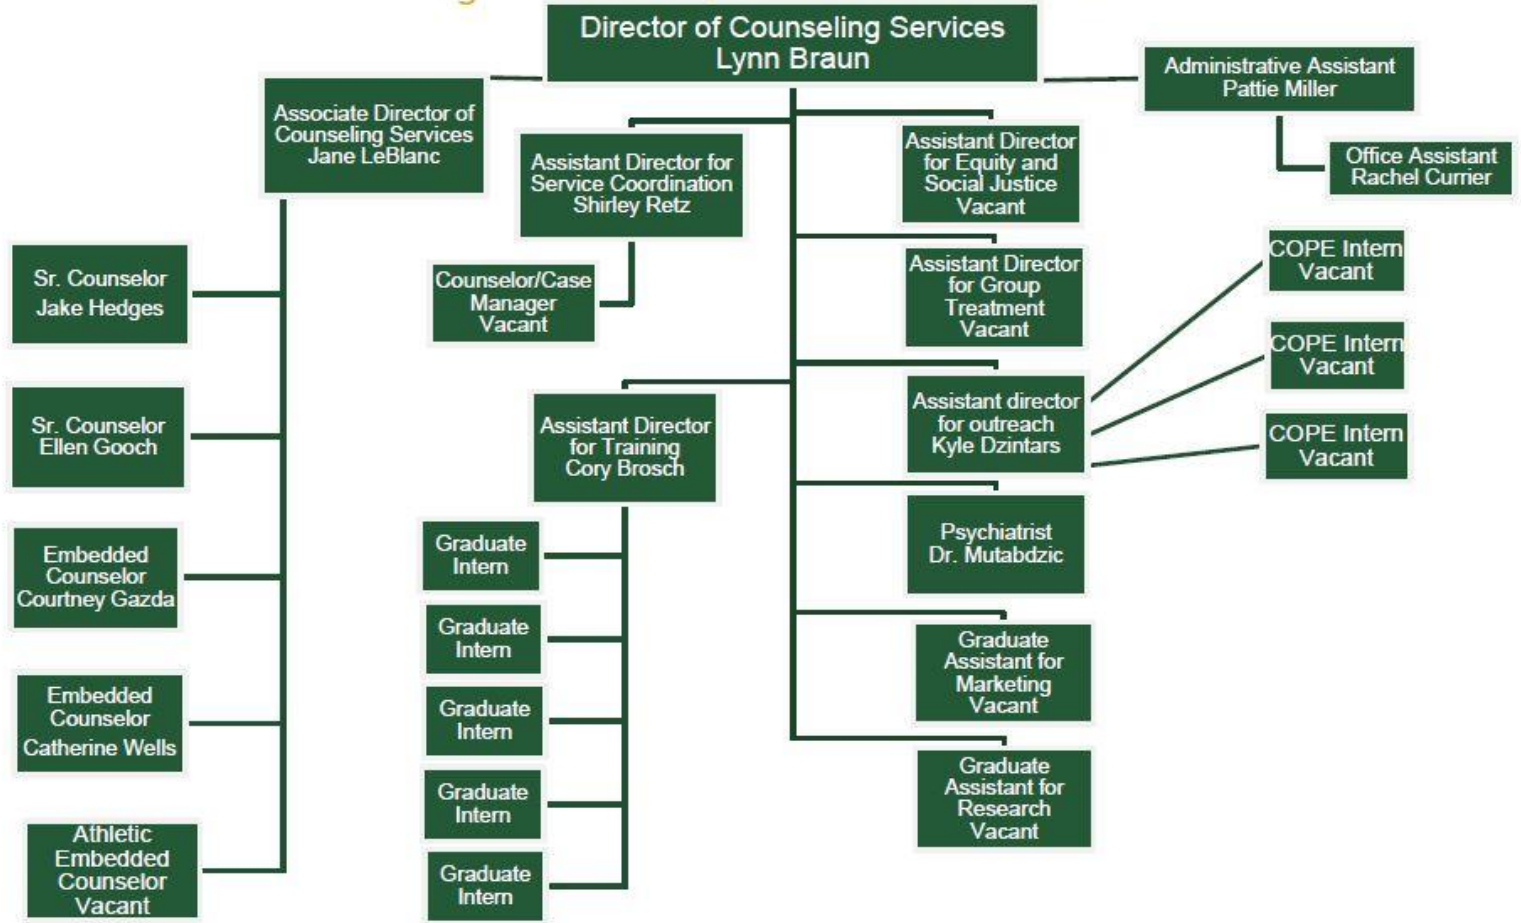 Director of Counseling Services
Lynn Braun
Administrative Assistant
Pattie Miller
Office Assistant
Rachel Currier
Associate Director of
Counseling Services
Jane LeBlanc
Sr. Counselor
Jake Hedges
Sr. Counselor
Ellen Gooch
Embedded
Counselor
Courtney Gazda
Embedded
Counselor
Catherine Wells
Athletic
Embedded
Counselor
Vacant
Assistant Director for
Service Coordination
Shirley Retz
Counselor/Case
Manager
Vacant
Assistant Director
for Training
Cory Brosch
Graduate
Intern
Graduate
Intern
Graduate
Intern
Graduate
Intern
Graduate
Intern
Assistant Director
for Equity and
Social Justice
Vacant
Assistant Director
for Group
Treatment
Vacant
Assistant director
for outreach
Kyle Dzintars
COPE Intern
Vacant
COPE Intern
Vacant
COPE Intern
Vacant
Psychiatrist
Dr. Mutabdzic
Graduate
Assistant for
Marketing
Vacant
Graduate
Assistant for
Research
Vacant